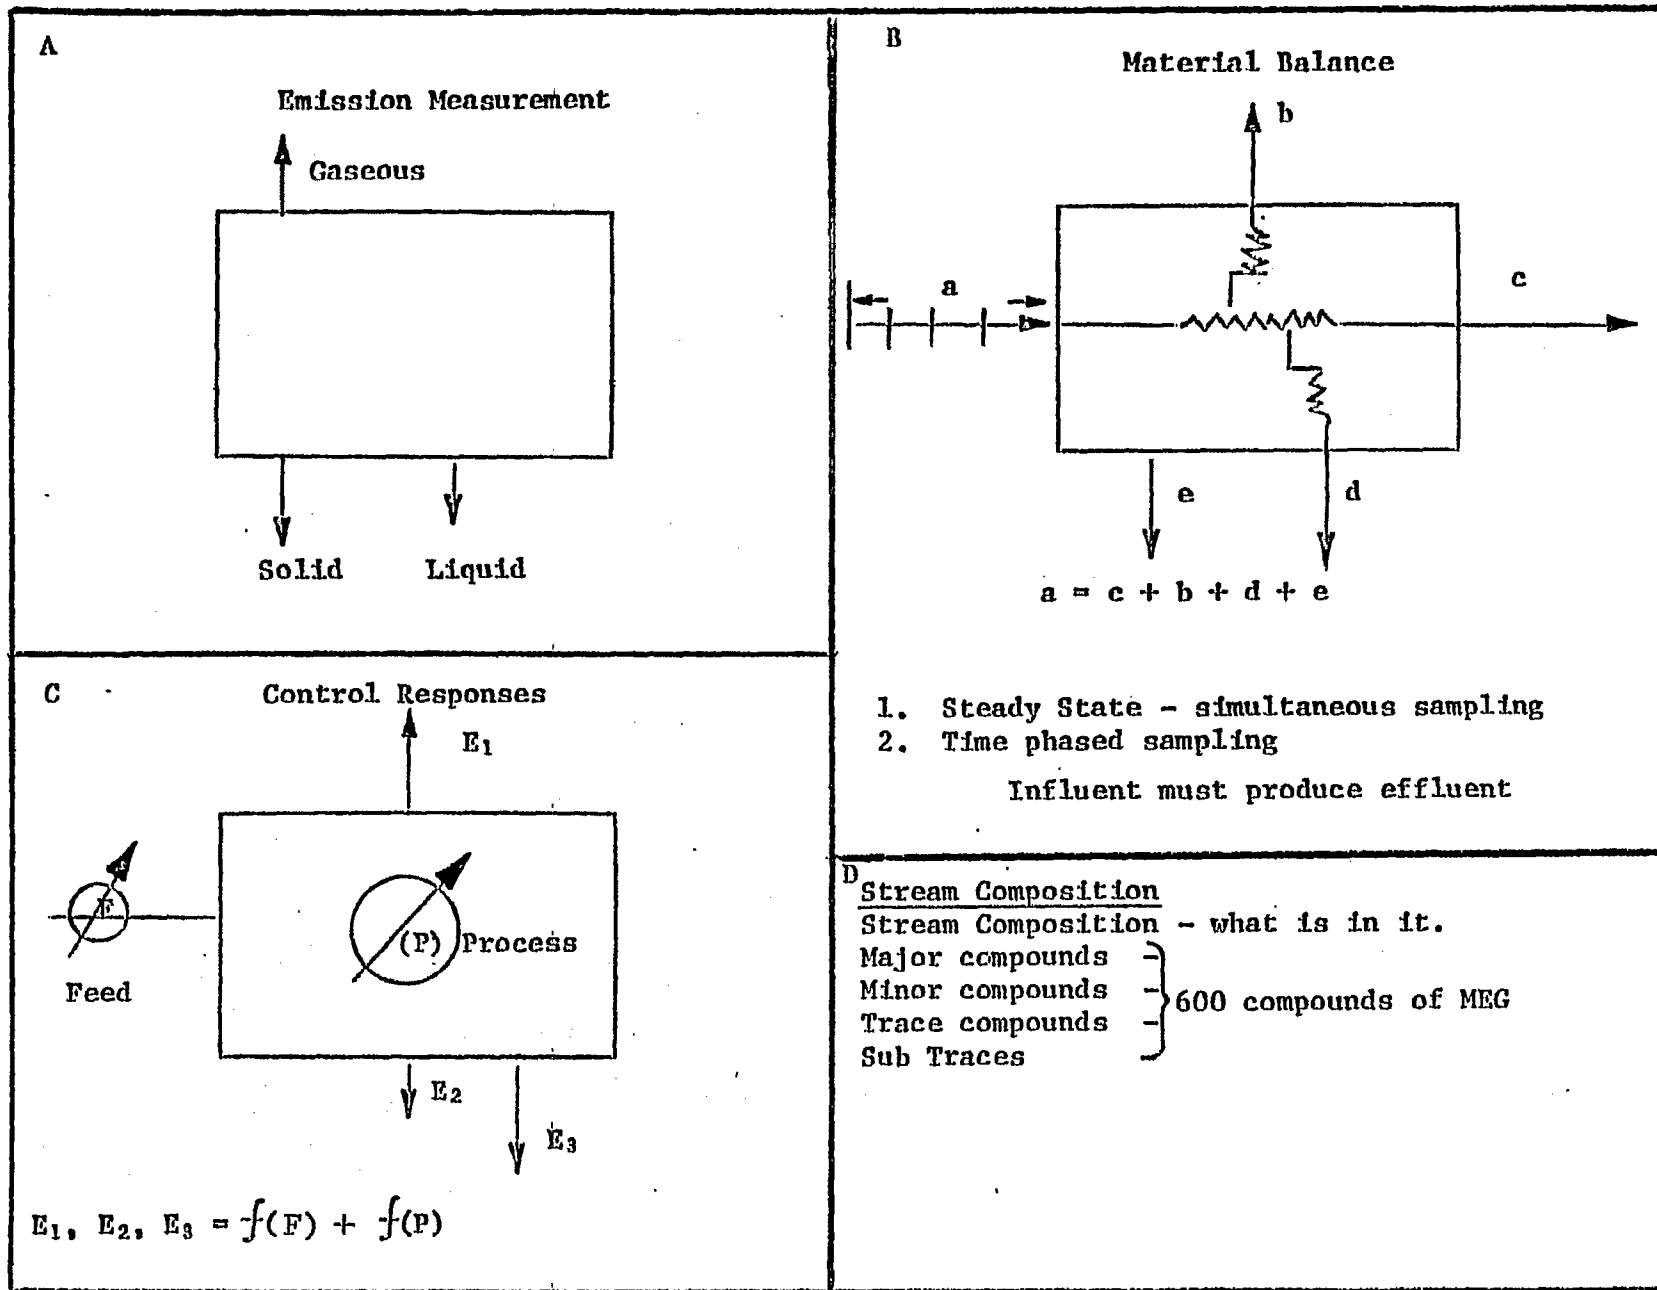 A
Emission Measurement
Gaseous
Solid Liquid
B
Material Balance
b
a
c
e
d
a = c + b + d + e
1. Steady State - simultaneous sampling
2. Time phased sampling
Influent must produce effluent
C
Control Responses
E1
F
(P) Process
Feed
E2
E3
E1, E2, E3 = f(F) + f(P)
D
Stream Composition
Stream Composition - what is in it.
Major compounds -
Minor compounds -
600 compounds of MEG
Trace compounds -
Sub Traces